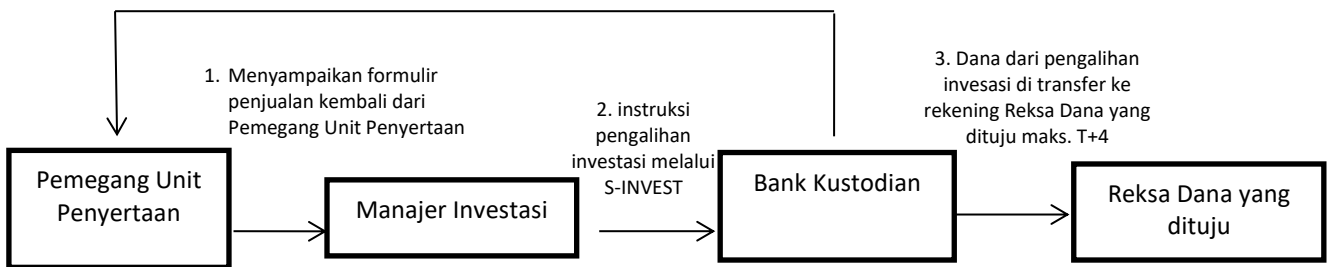 1. Menyampaikan formulir
penjualan kembali dari
Pemegang Unit Penyertaan
2. instruksi
pengalihan
investasi melalui
S-INVEST
3. Dana dari pengalihan
invesasi di transfer ke
rekening Reksa Dana yang
dituju maks. T+4
Pemegang Unit
Penyertaan
Manajer Investasi
Bank Kustodian
Reksa Dana yang
dituju